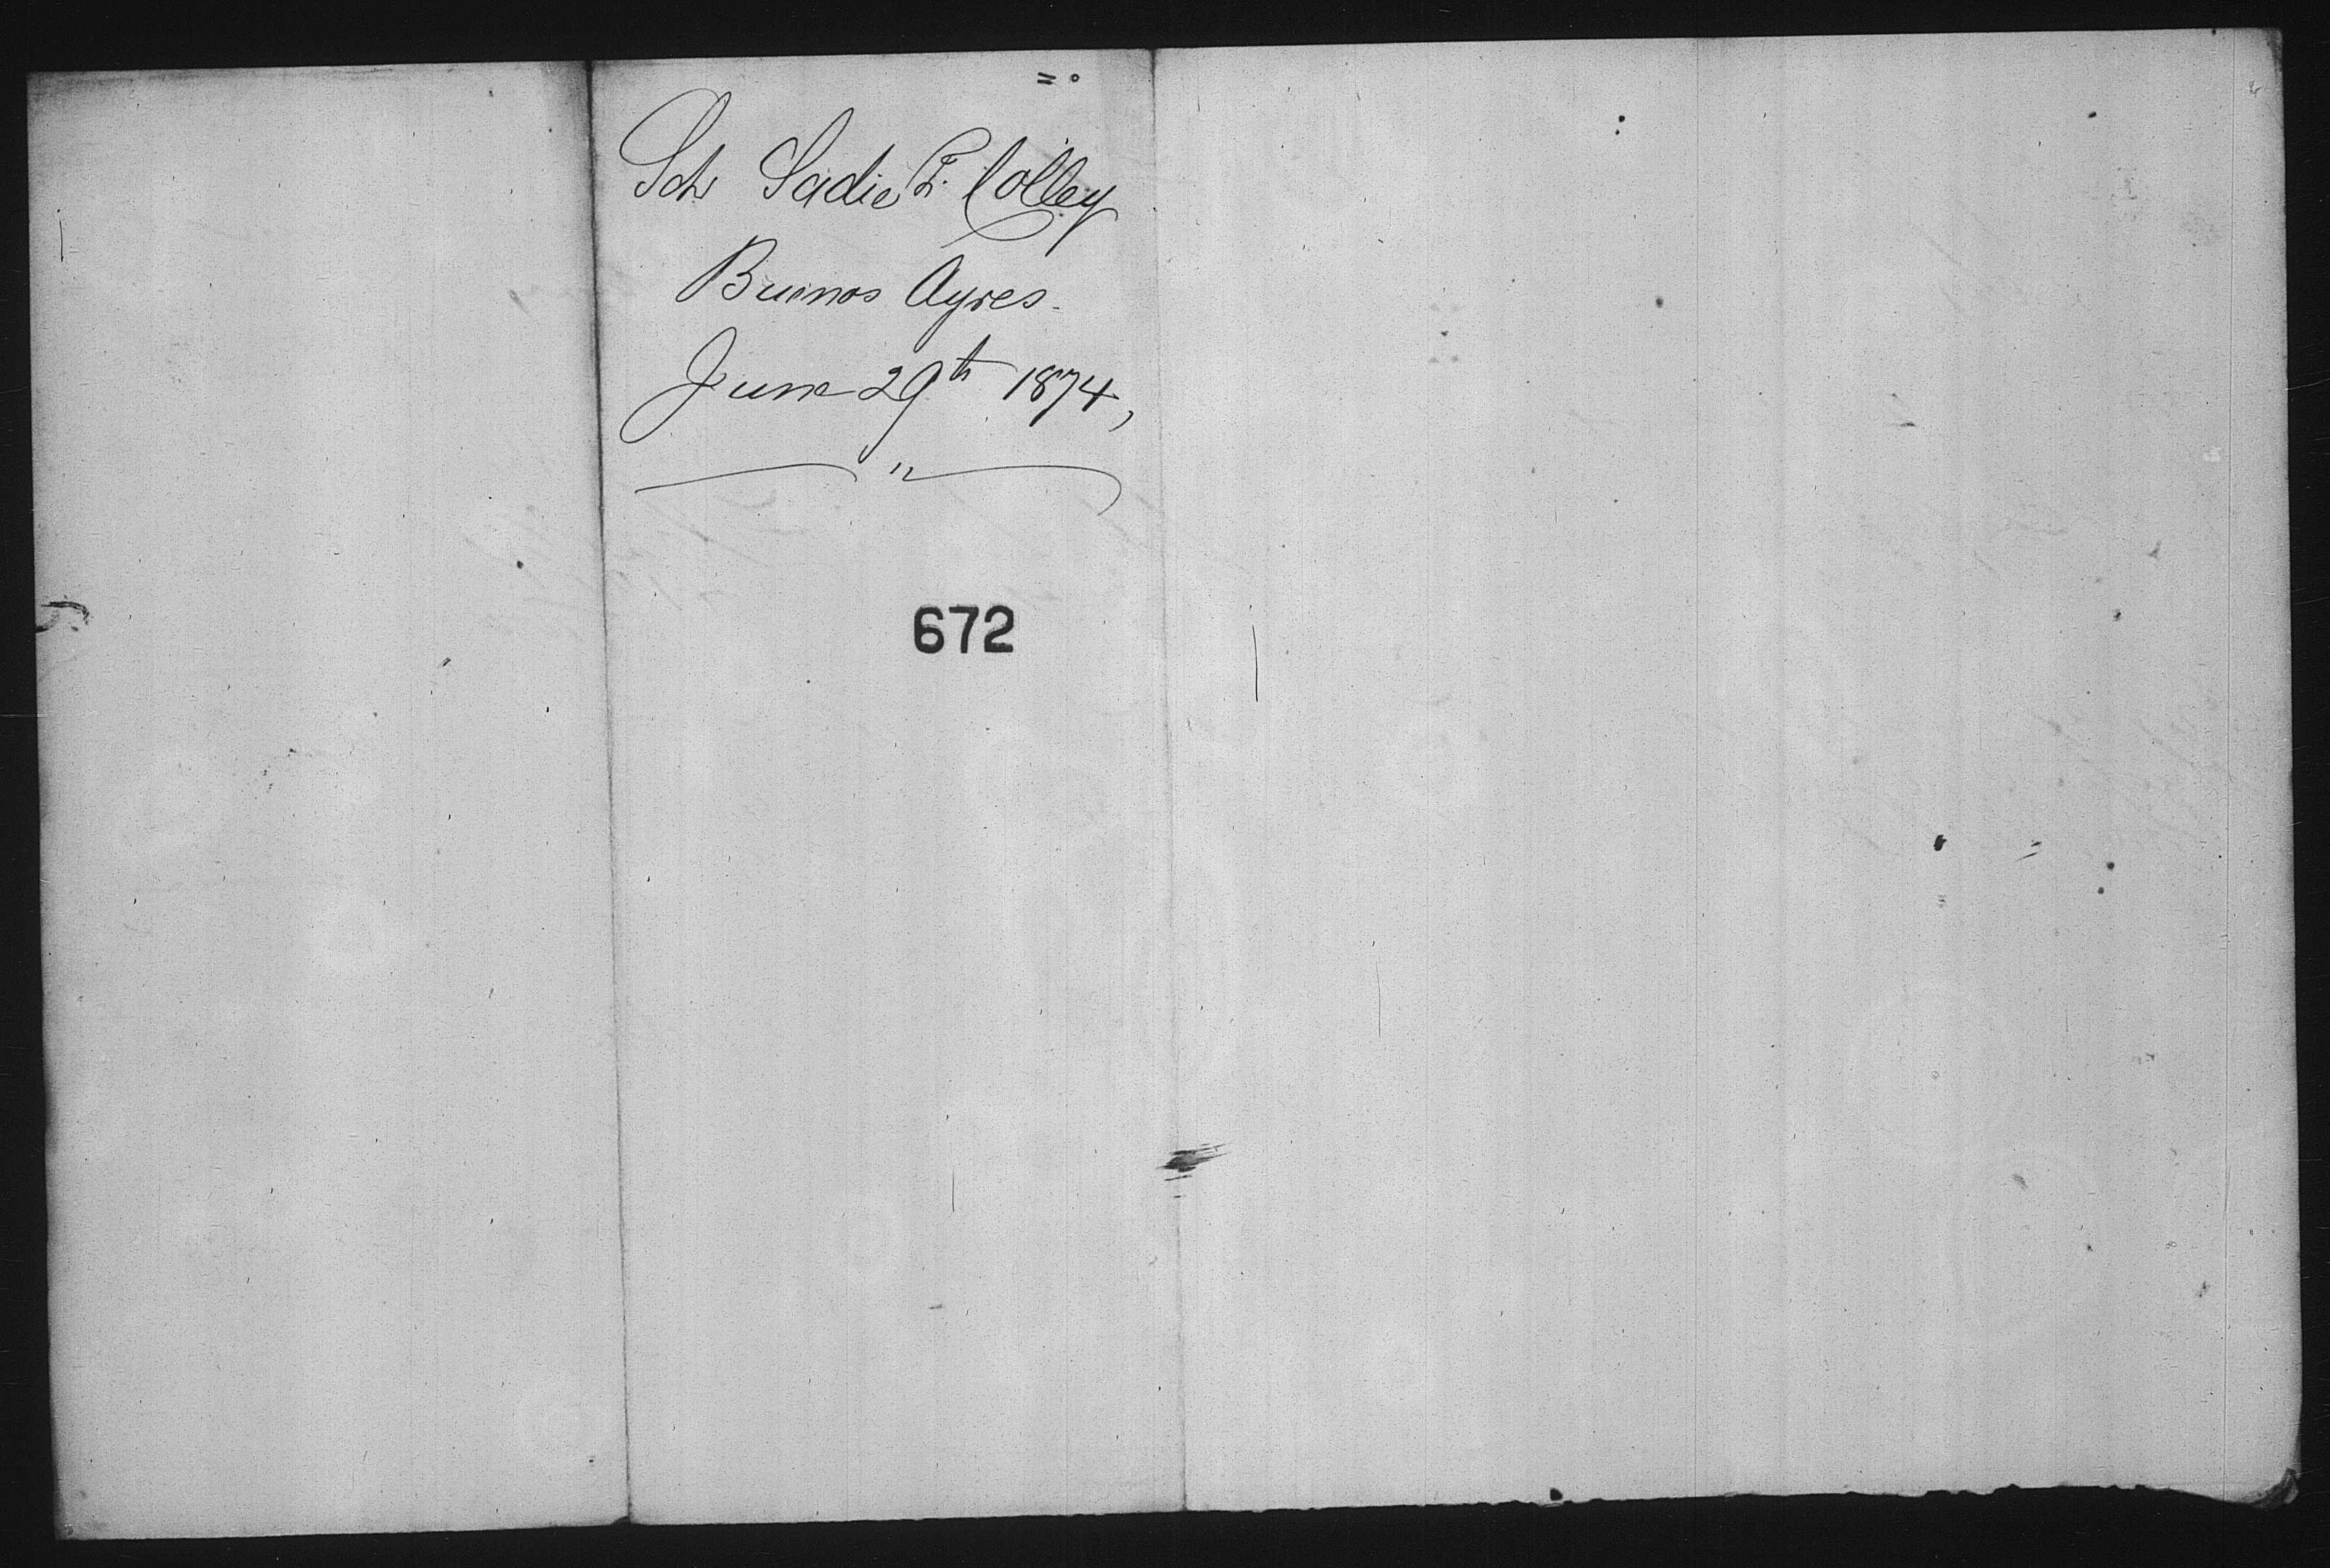 Sch Sadie F. Colley
Buenos Ayres.
June 29th 1874,
"
672